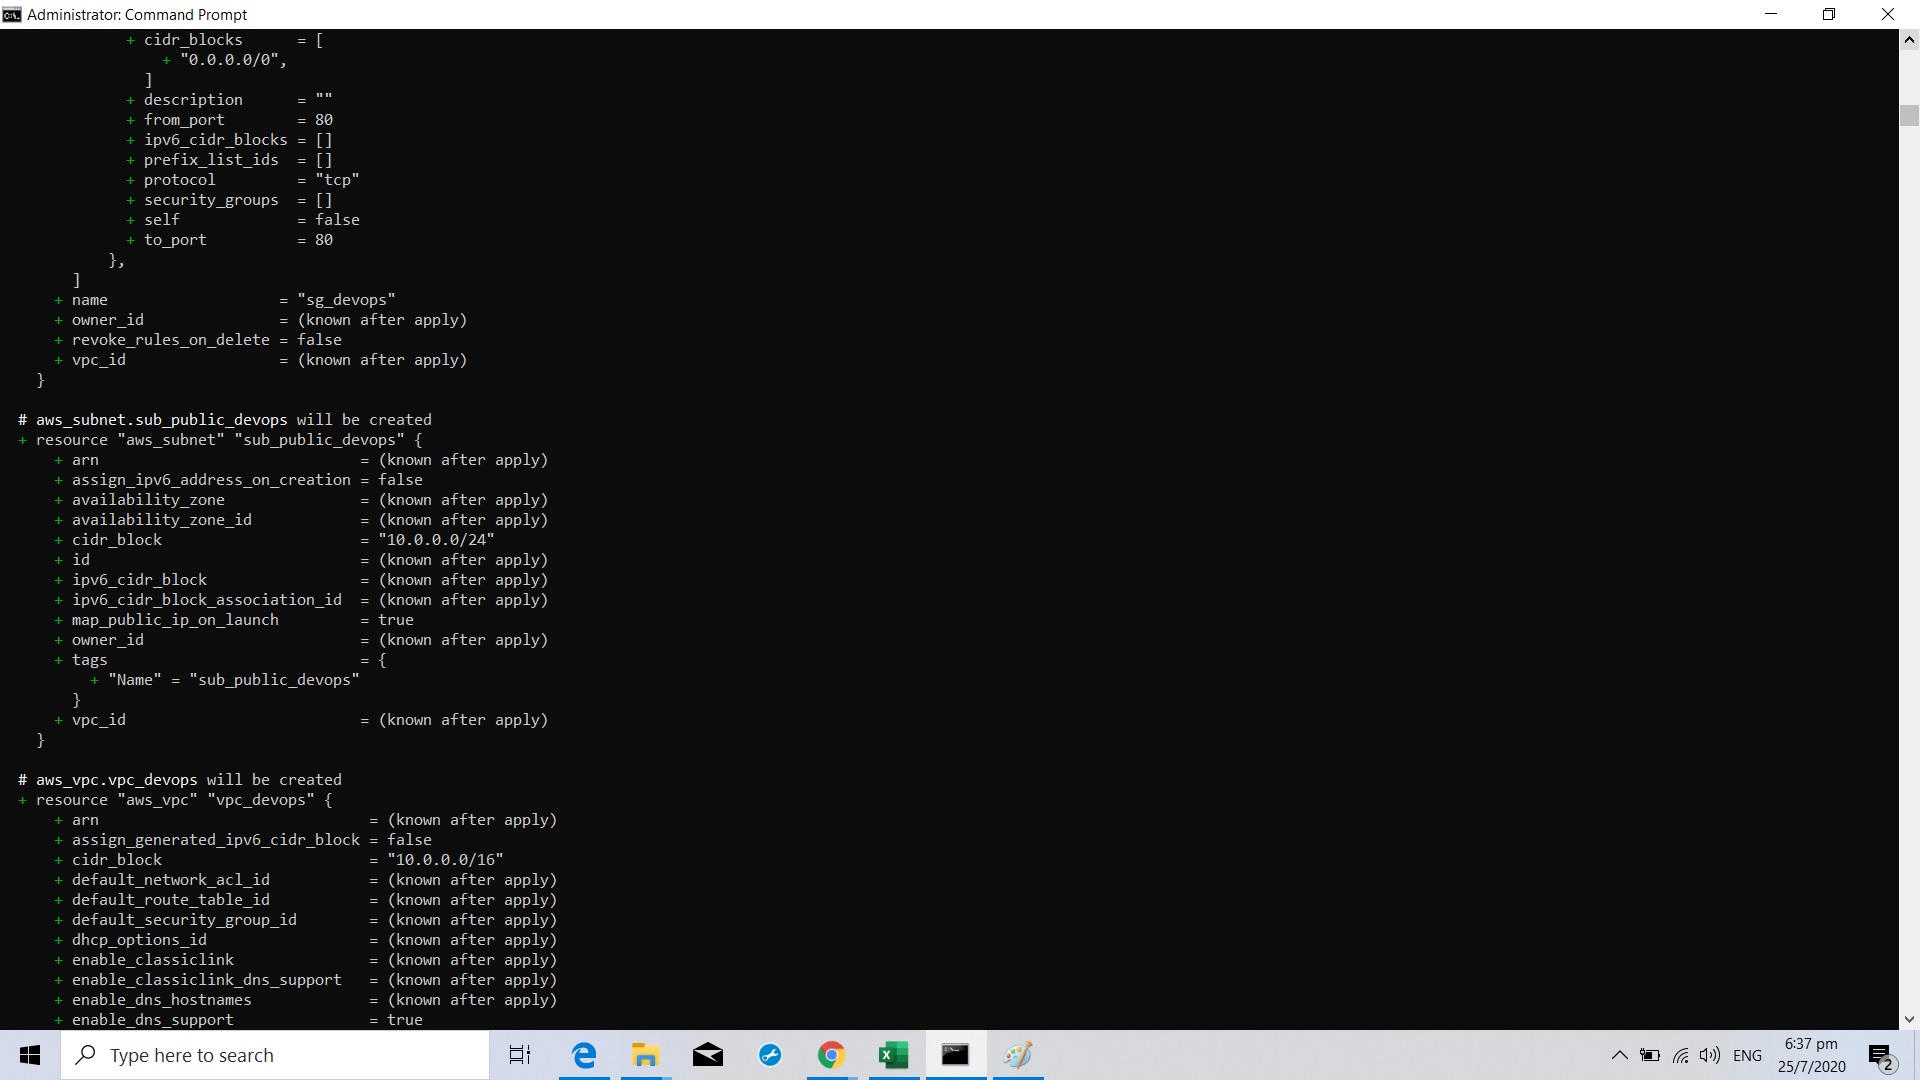 Administrator: Command Prompt
+ cidr_blocks      = [
+ "0.0.0.0/0",
]
+ description      = ""
+ from_port        = 80
+ ipv6_cidr_blocks = []
+ prefix_list_ids  = []
+ protocol         = "tcp"
+ security_groups  = []
+ self             = false
+ to_port          = 80
},
]
+ name                   = "sg_devops"
+ owner_id               = (known after apply)
+ revoke_rules_on_delete = false
+ vpc_id                 = (known after apply)
}
# aws_subnet.sub_public_devops will be created
+ resource "aws_subnet" "sub_public_devops" {
+ arn                             = (known after apply)
+ assign_ipv6_address_on_creation = false
+ availability_zone               = (known after apply)
+ availability_zone_id            = (known after apply)
+ cidr_block                      = "10.0.0.0/24"
+ id                              = (known after apply)
+ ipv6_cidr_block                 = (known after apply)
+ ipv6_cidr_block_association_id  = (known after apply)
+ map_public_ip_on_launch         = true
+ owner_id                        = (known after apply)
+ tags                            = {
+ "Name" = "sub_public_devops"
}
+ vpc_id                          = (known after apply)
}
# aws_vpc.vpc_devops will be created
+ resource "aws_vpc" "vpc_devops" {
+ arn                              = (known after apply)
+ assign_generated_ipv6_cidr_block = false
+ cidr_block                       = "10.0.0.0/16"
+ default_network_acl_id           = (known after apply)
+ default_route_table_id           = (known after apply)
+ default_security_group_id        = (known after apply)
+ dhcp_options_id                  = (known after apply)
+ enable_classiclink               = (known after apply)
+ enable_classiclink_dns_support   = (known after apply)
+ enable_dns_hostnames             = (known after apply)
+ enable_dns_support               = true
Type here to search
ENG
6:37 pm
25/7/2020
2